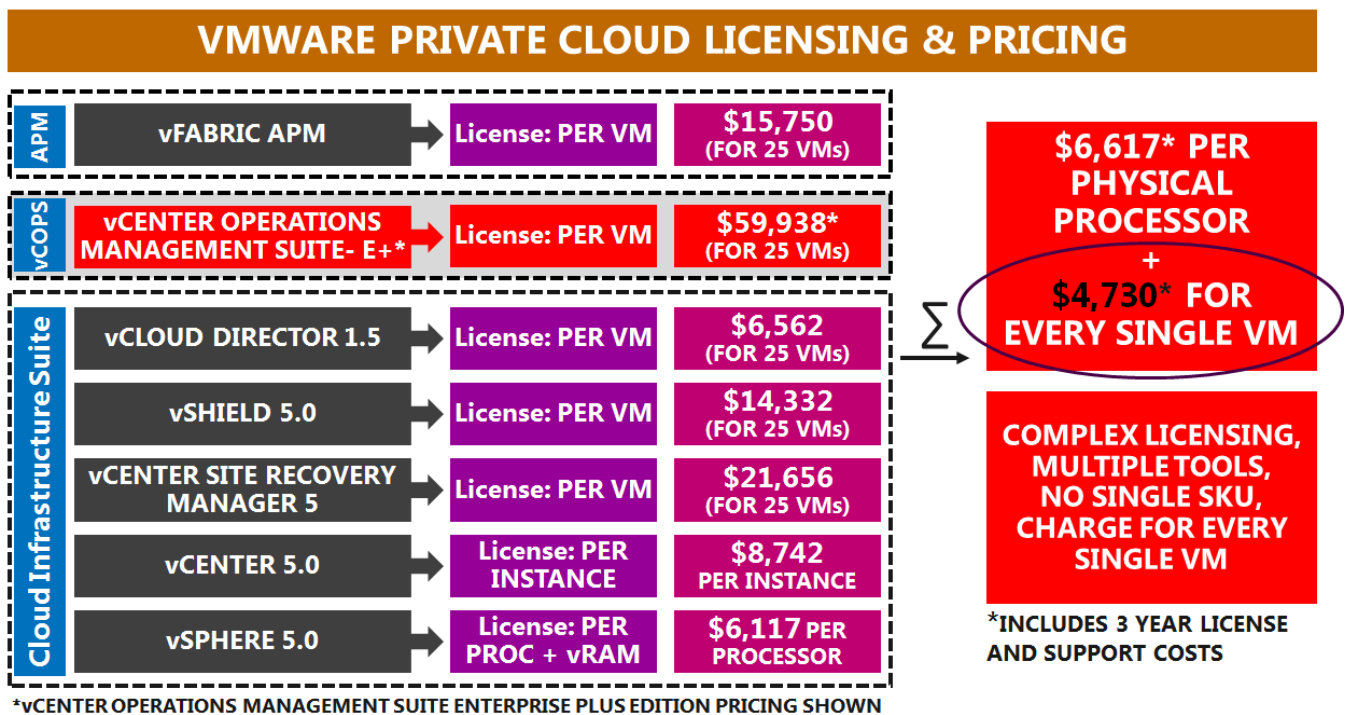 VMWARE PRIVATE CLOUD LICENSING & PRICING
APM
vFABRIC APM
License: PER VM
$15,750
(FOR 25 VMs)
vCOPS
vCENTER OPERATIONS
MANAGEMENT SUITE- E+*
License: PER VM
$59,938*
(FOR 25 VMs)
Cloud Infrastructure Suite
vCLOUD DIRECTOR 1.5
License: PER VM
$6,562
(FOR 25 VMs)
vSHIELD 5.0
License: PER VM
$14,332
(FOR 25 VMs)
vCENTER SITE RECOVERY
MANAGER 5
License: PER VM
$21,656
(FOR 25 VMs)
vCENTER 5.0
License: PER
INSTANCE
$8,742
PER INSTANCE
vSPHERE 5.0
License: PER
PROC + vRAM
$6,117 PER
PROCESSOR
*vCENTER OPERATIONS MANAGEMENT SUITE ENTERPRISE PLUS EDITION PRICING SHOWN
∑
$6,617* PER
PHYSICAL
PROCESSOR
+
$4,730* FOR
EVERY SINGLE VM
COMPLEX LICENSING,
MULTIPLE TOOLS,
NO SINGLE SKU,
CHARGE FOR EVERY
SINGLE VM
*INCLUDES 3 YEAR LICENSE
AND SUPPORT COSTS